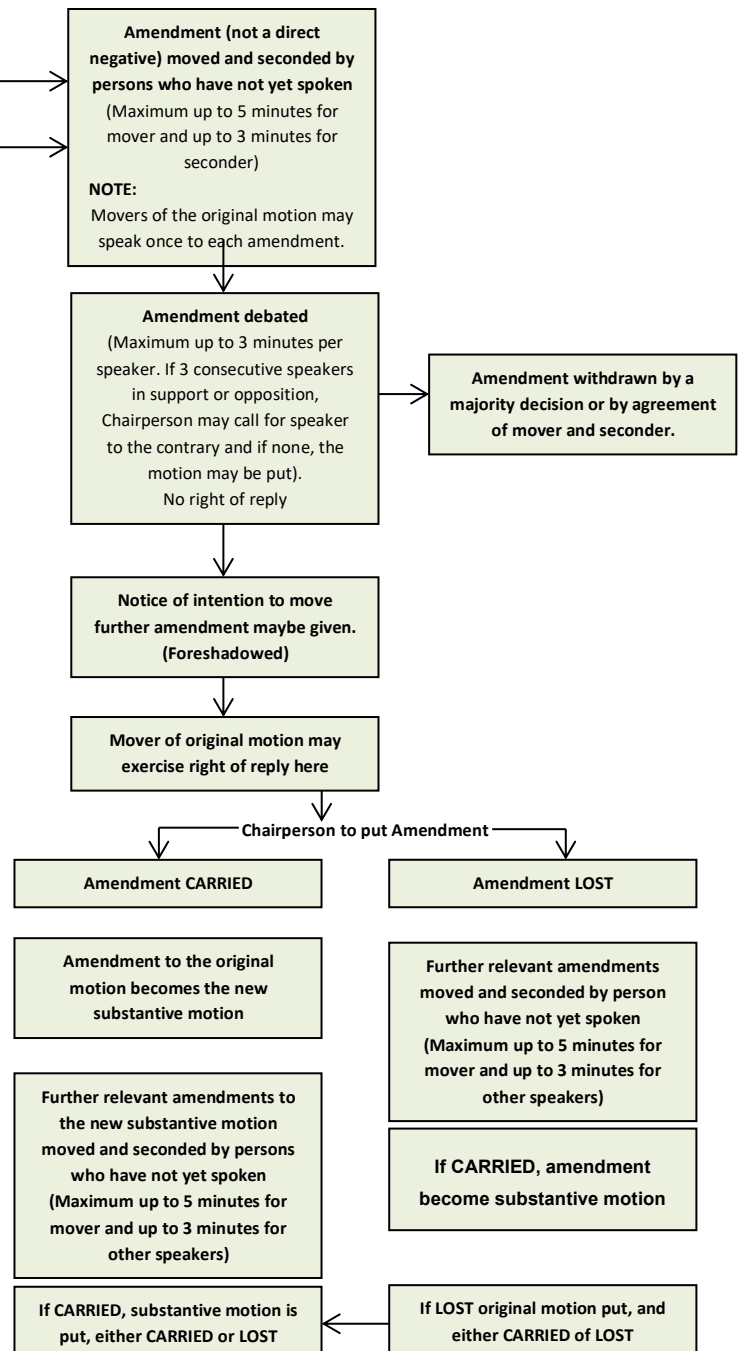 Amendment (not a direct
negative) moved and seconded by
persons who have not yet spoken
(Maximum up to 5 minutes for
mover and up to 3 minutes for
seconder)
NOTE:
Movers of the original motion may
speak once to each amendment.
Amendment debated
(Maximum up to 3 minutes per
speaker. If 3 consecutive speakers
in support or opposition,
Chairperson may call for speaker
to the contrary and if none, the
motion may be put).
No right of reply
Amendment withdrawn by a
majority decision or by agreement
of mover and seconder.
Notice of intention to move
further amendment maybe given.
(Foreshadowed)
Mover of original motion may
exercise right of reply here
Chairperson to put Amendment
Amendment CARRIED
Amendment to the original
motion becomes the new
substantive motion
Further relevant amendments to
the new substantive motion
moved and seconded by persons
who have not yet spoken
(Maximum up to 5 minutes for
mover and up to 3 minutes for
other speakers)
If CARRIED, substantive motion is
put, either CARRIED or LOST
Amendment LOST
Further relevant amendments
moved and seconded by person
who have not yet spoken
(Maximum up to 5 minutes for
mover and up to 3 minutes for
other speakers)
If CARRIED, amendment
become substantive motion
If LOST original motion put, and
either CARRIED of LOST